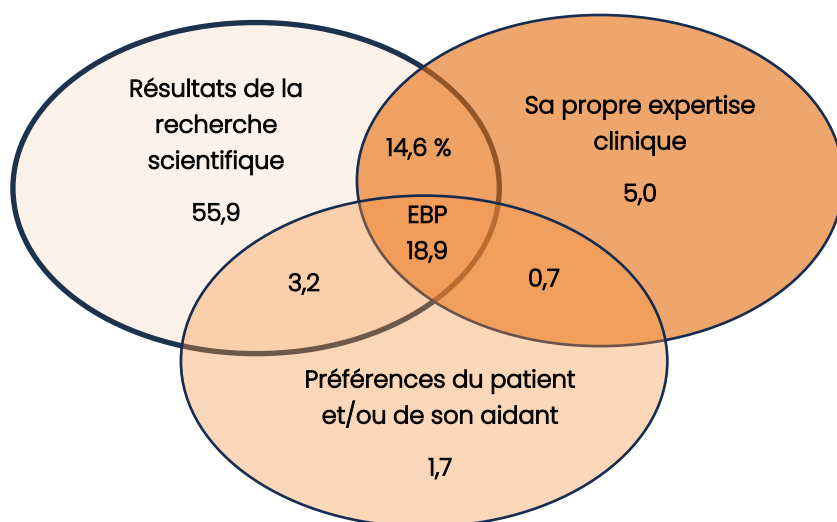 Résultats de la
recherche
scientifique
55,9
14,6 %
Sa propre expertise
clinique
5,0
EBP
18,9
3,2
0,7
Préférences du patient
et/ou de son aidant
1,7